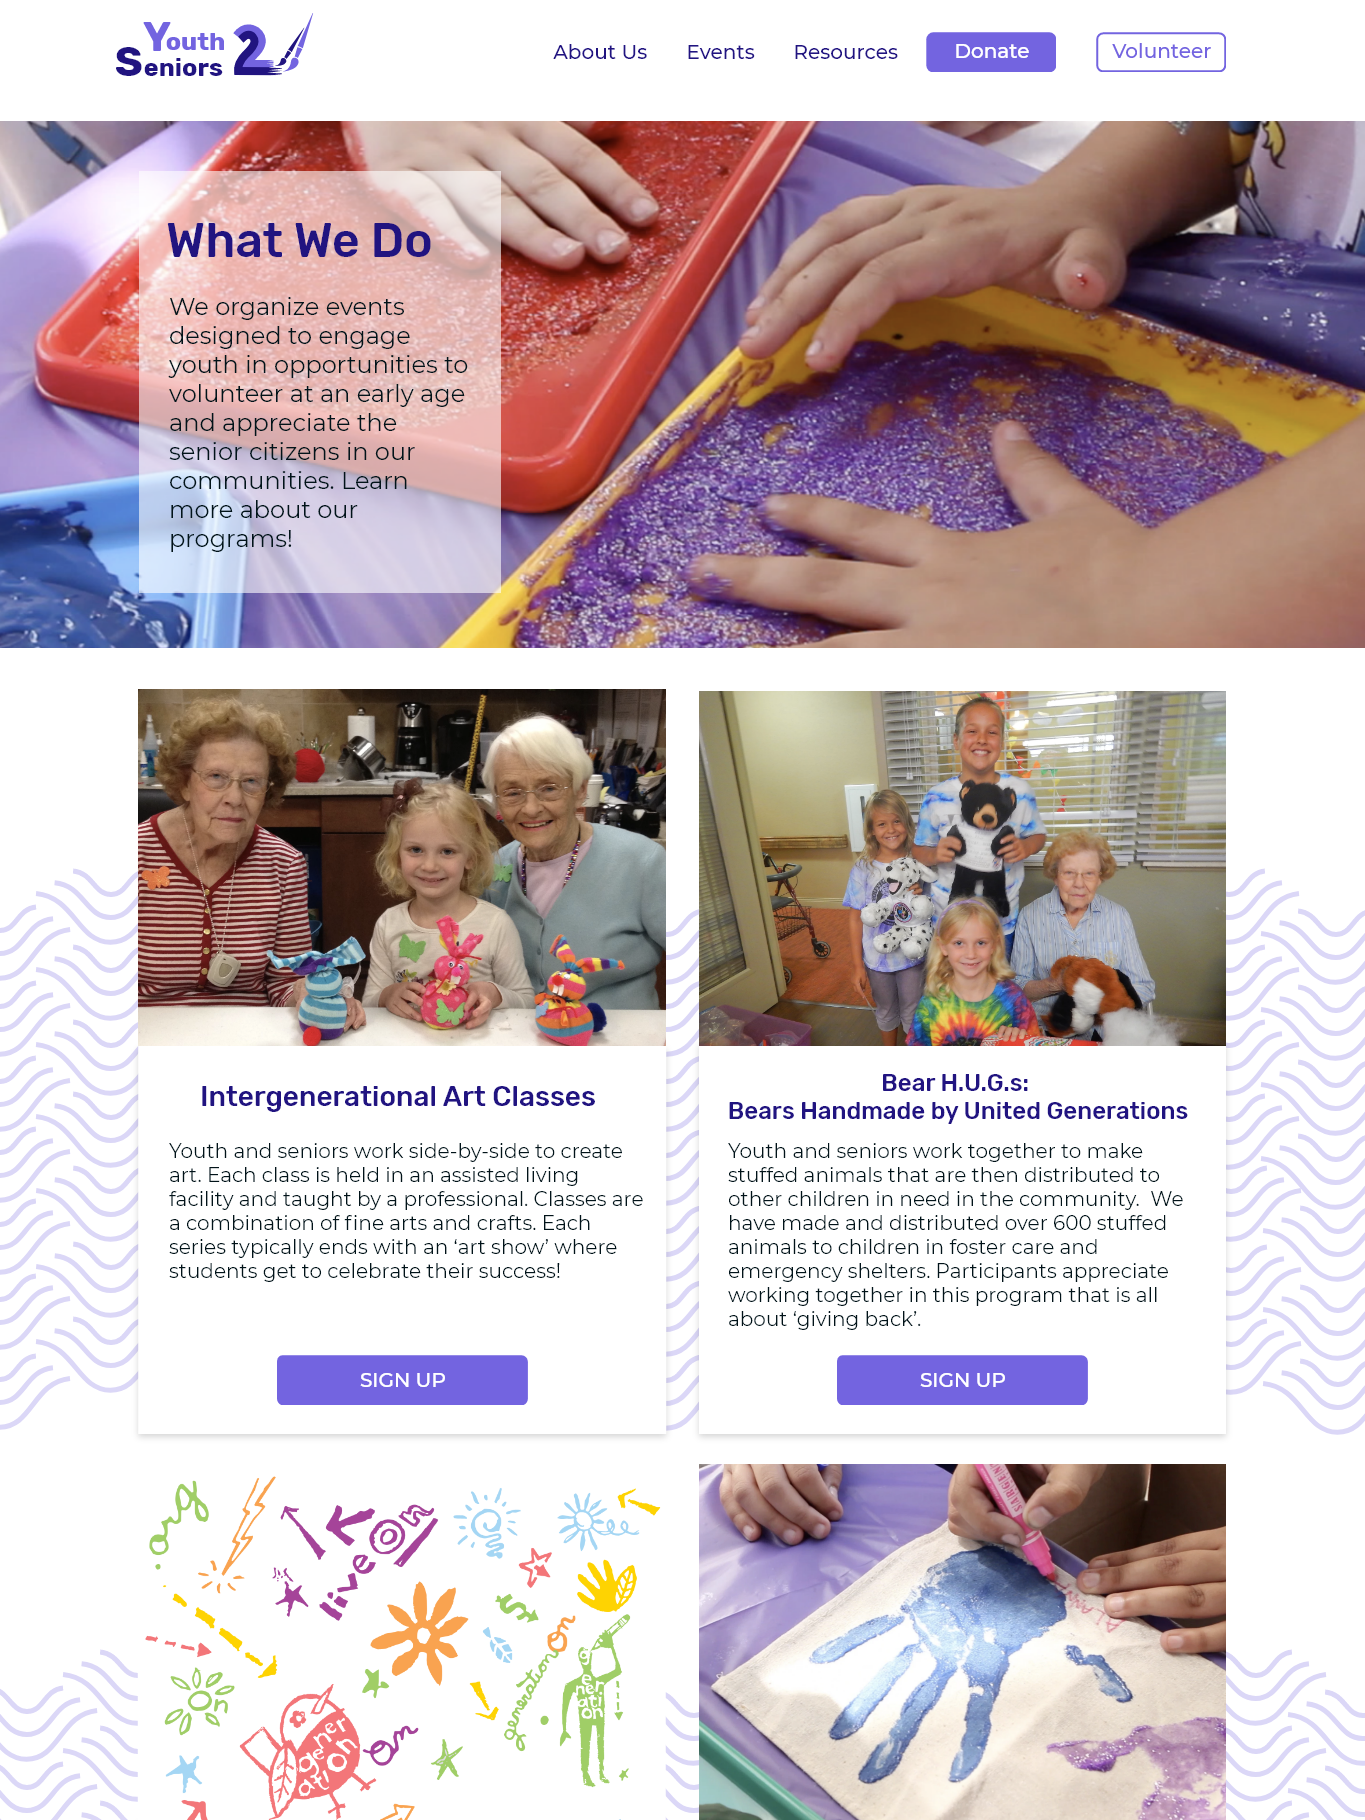 Youth
Seniors 2
About Us
Events
Resources
Donate
Volunteer
What We Do
We organize events
designed to engage
youth in opportunities to
volunteer at an early age
and appreciate the
senior citizens in our
communities. Learn
more about our
programs!
Intergenerational Art Classes
Youth and seniors work side-by-side to create
art. Each class is held in an assisted living
facility and taught by a professional. Classes are
a combination of fine arts and crafts. Each
series typically ends with an ‘art show’ where
students get to celebrate their success!
SIGN UP
Bear H.U.G.s:
Bears Handmade by United Generations
Youth and seniors work together to make
stuffed animals that are then distributed to
other children in need in the community.  We
have made and distributed over 600 stuffed
animals to children in foster care and
emergency shelters. Participants appreciate
working together in this program that is all
about ‘giving back’.
SIGN UP
.org
live
on
generationOn
gener
ati
on
on
gener
ation
on